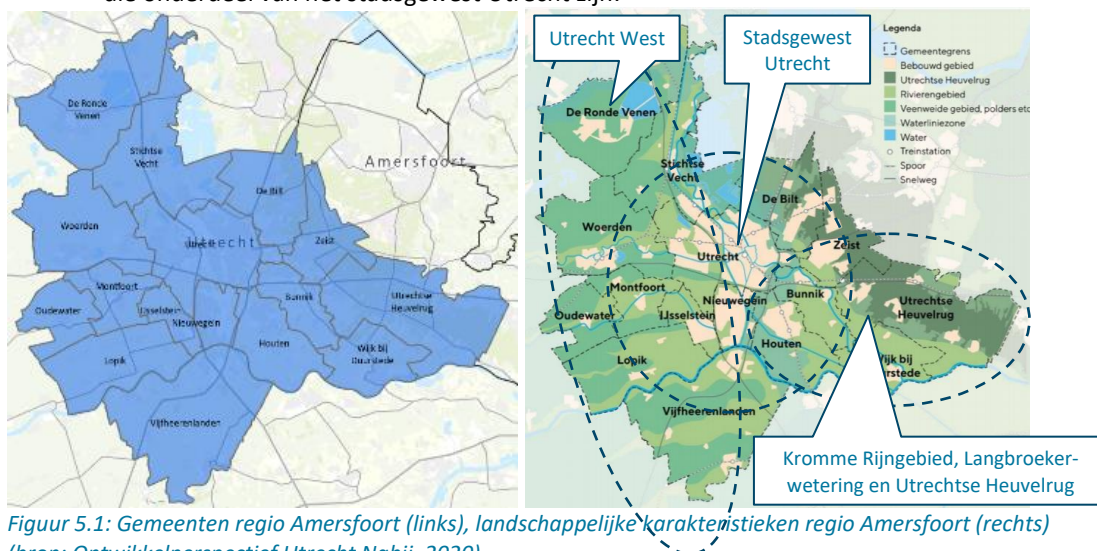 die onderdeel van het stadsgewest Utrecht zijn.
De Ronde
Venen
Stichtse
Vecht
Amersfoort
De Bilt
Woerden
Utrecht
Zeist
Montfoort
Bunnik
Utrechtse
Heuvelrug
Oudewater
IJsselstein
Nieuwegein
Houten
Wijk bij
Duurstede
Lopik
Vijfheerenlanden
Utrecht West
Stadsgewest
Utrecht
Legenda
Gemeentegrens
Bebouwd gebied
Utrechtse Heuvelrug
Rivierengebied
Veenweide gebied, polders etc
Waterliniezone
Water
Treinstation
Spoor
Snelweg
De Ronde Venen
Stichtse
Vecht
De Bilt
Woerden
Zeist
Utrecht
Montfoort
Nieuwegein
Bunnik
Utrechtse
Heuvelrug
Oudewater
IJsselstein
Houten
Lopik
Wijk bij
rstede
Vijfheerenlanden
Kromme Rijngebied, Langbroeker-
wetering en Utrechtse Heuvelrug
Figuur 5.1: Gemeenten regio Amersfoort (links), landschappelijke karakteristieken regio Amersfoort (rechts)
(bron: Ontwikkelperspectief Utrecht Nabij, 2020)